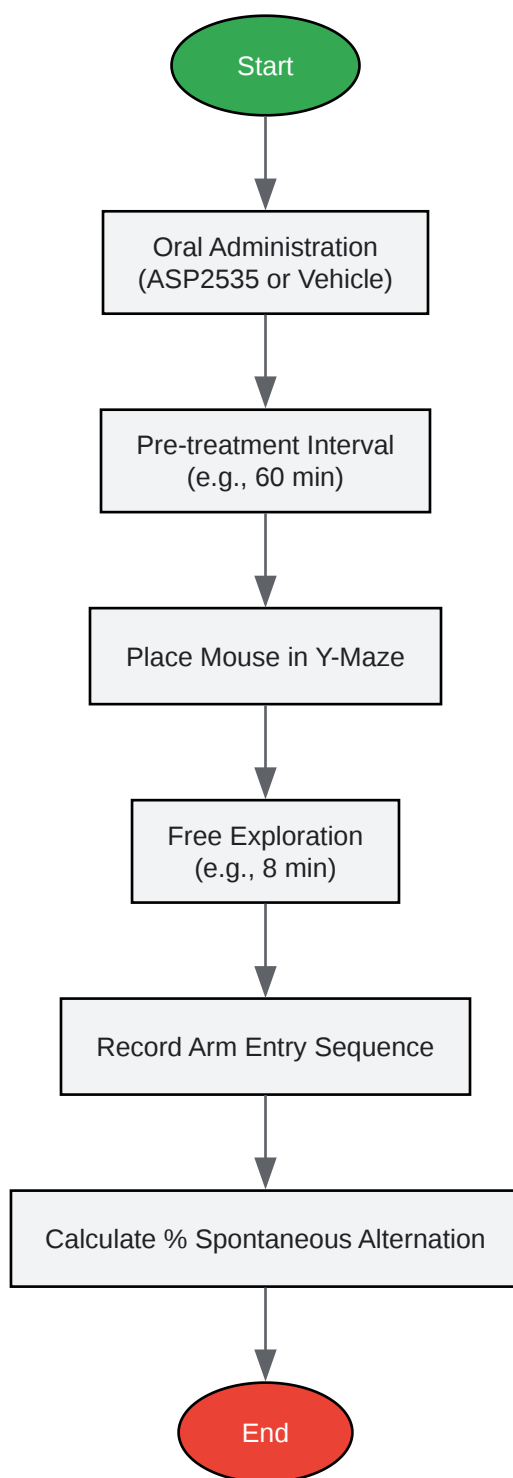 Start
Oral Administration
(ASP2535 or Vehicle)
Pre-treatment Interval
(e.g., 60 min)
Place Mouse in Y-Maze
Free Exploration
(e.g., 8 min)
Record Arm Entry Sequence
Calculate % Spontaneous Alternation
End